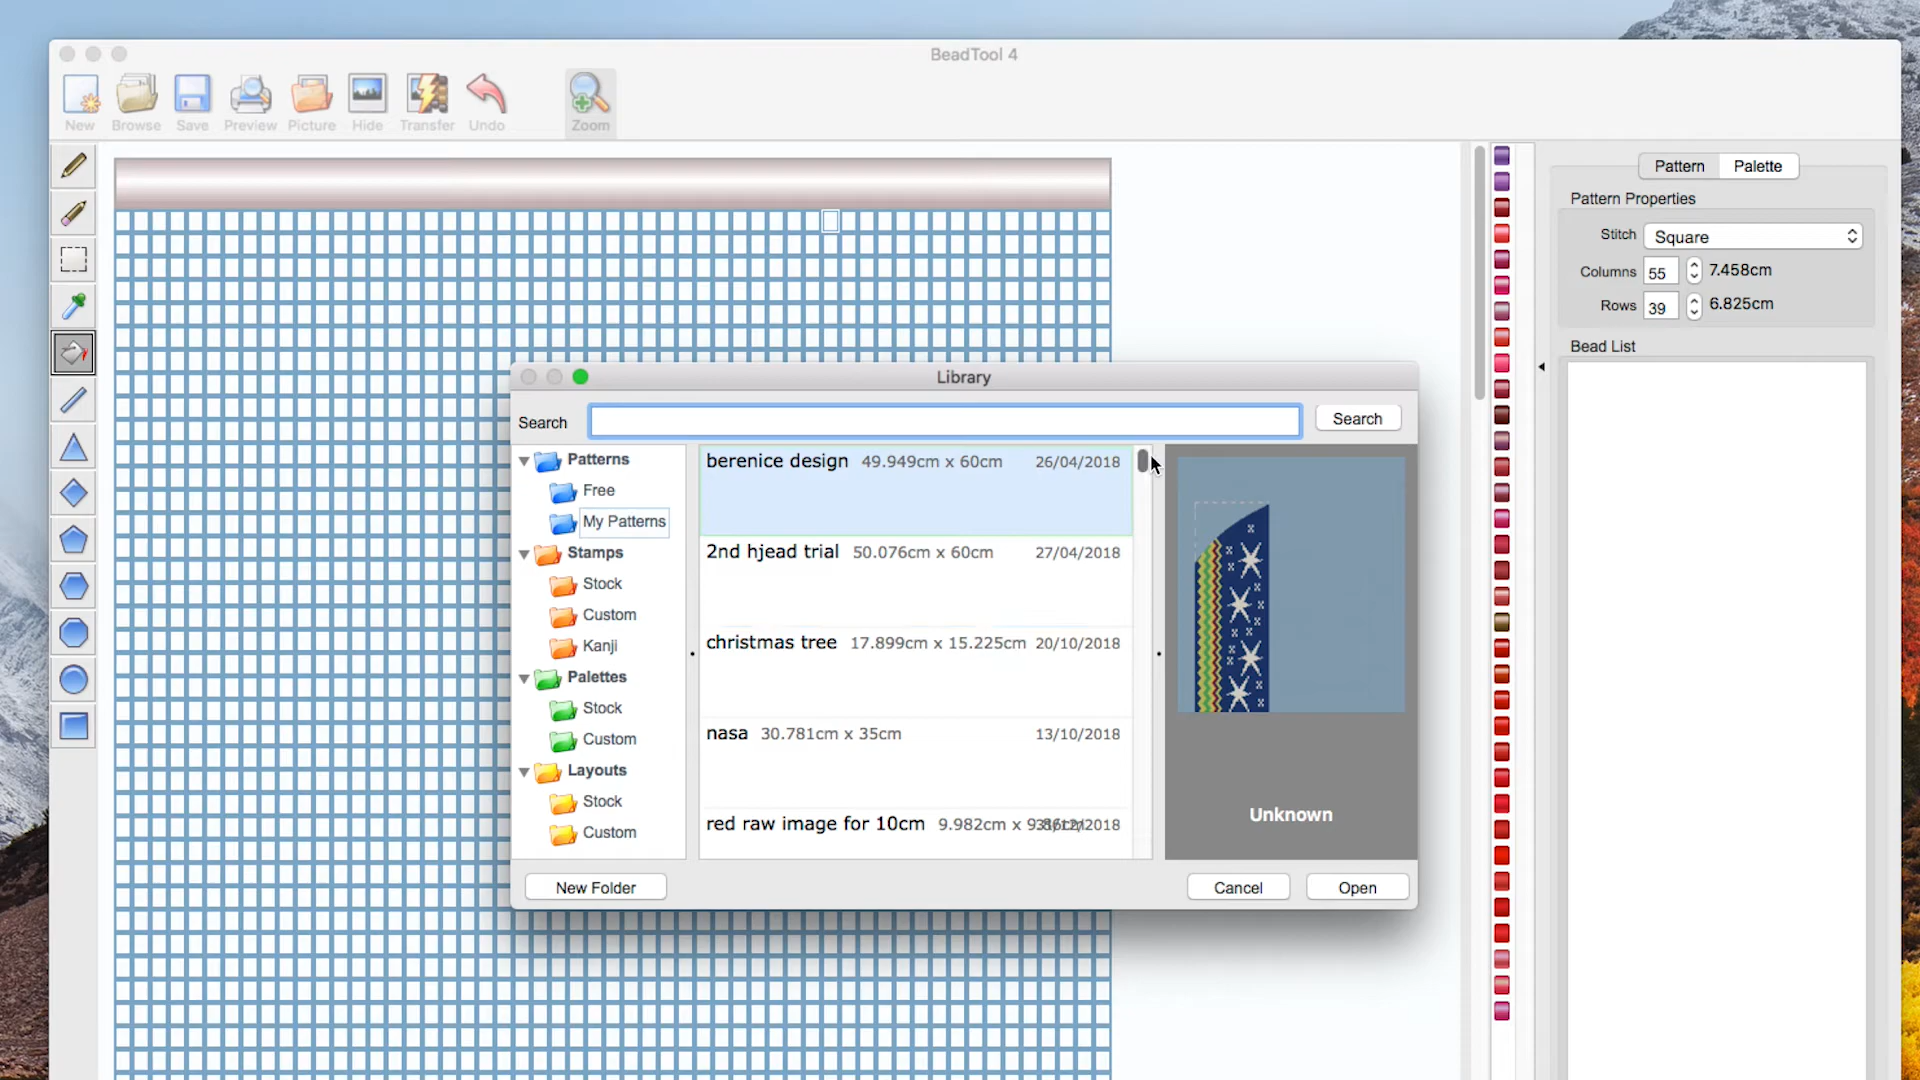 BeadTool 4
New Browse Save Preview Picture Hide Transfer Undo Zoom
Pattern Palette
Pattern Properties
Stitch Square
Columns 55 7.458cm
Rows 39 6.825cm
Bead List
Library
Search Search
Patterns
Free
My Patterns
Stamps
Stock
Custom
Kanji
Palettes
Stock
Custom
Layouts
Stock
Custom
berenice design 49.949cm x 60cm 26/04/2018
2nd hjead trial 50.076cm x 60cm 27/04/2018
christmas tree 17.899cm x 15.225cm 20/10/2018
nasa 30.781cm x 35cm 13/10/2018
red raw image for 10cm 9.982cm x
Unknown
New Folder Cancel Open